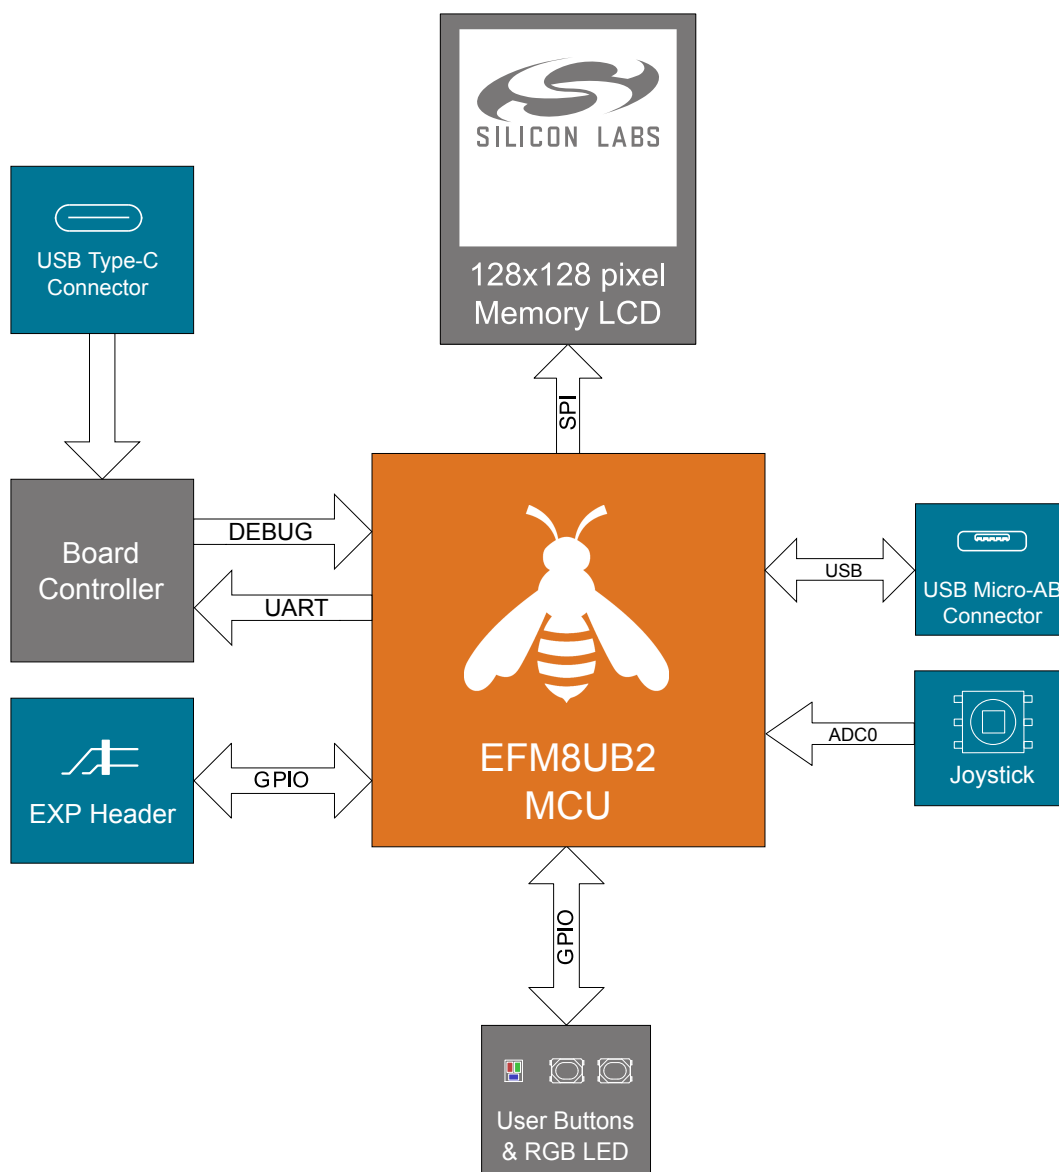 SILICON LABS
128x128 pixel
Memory LCD
USB Type-C
Connector
SPI
Board
Controller
DEBUG
UART
USB
USB Micro-AB
Connector
EFM8UB2
MCU
ADC0
Joystick
GPIO
EXP Header
GPIO
User Buttons
& RGB LED